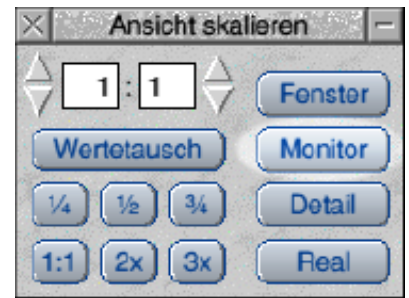 Ansicht skalieren
1 : 1
Fenster
Wertetausch
Monitor
¼ ½ ¾
Detail
1:1 2x 3x
Real